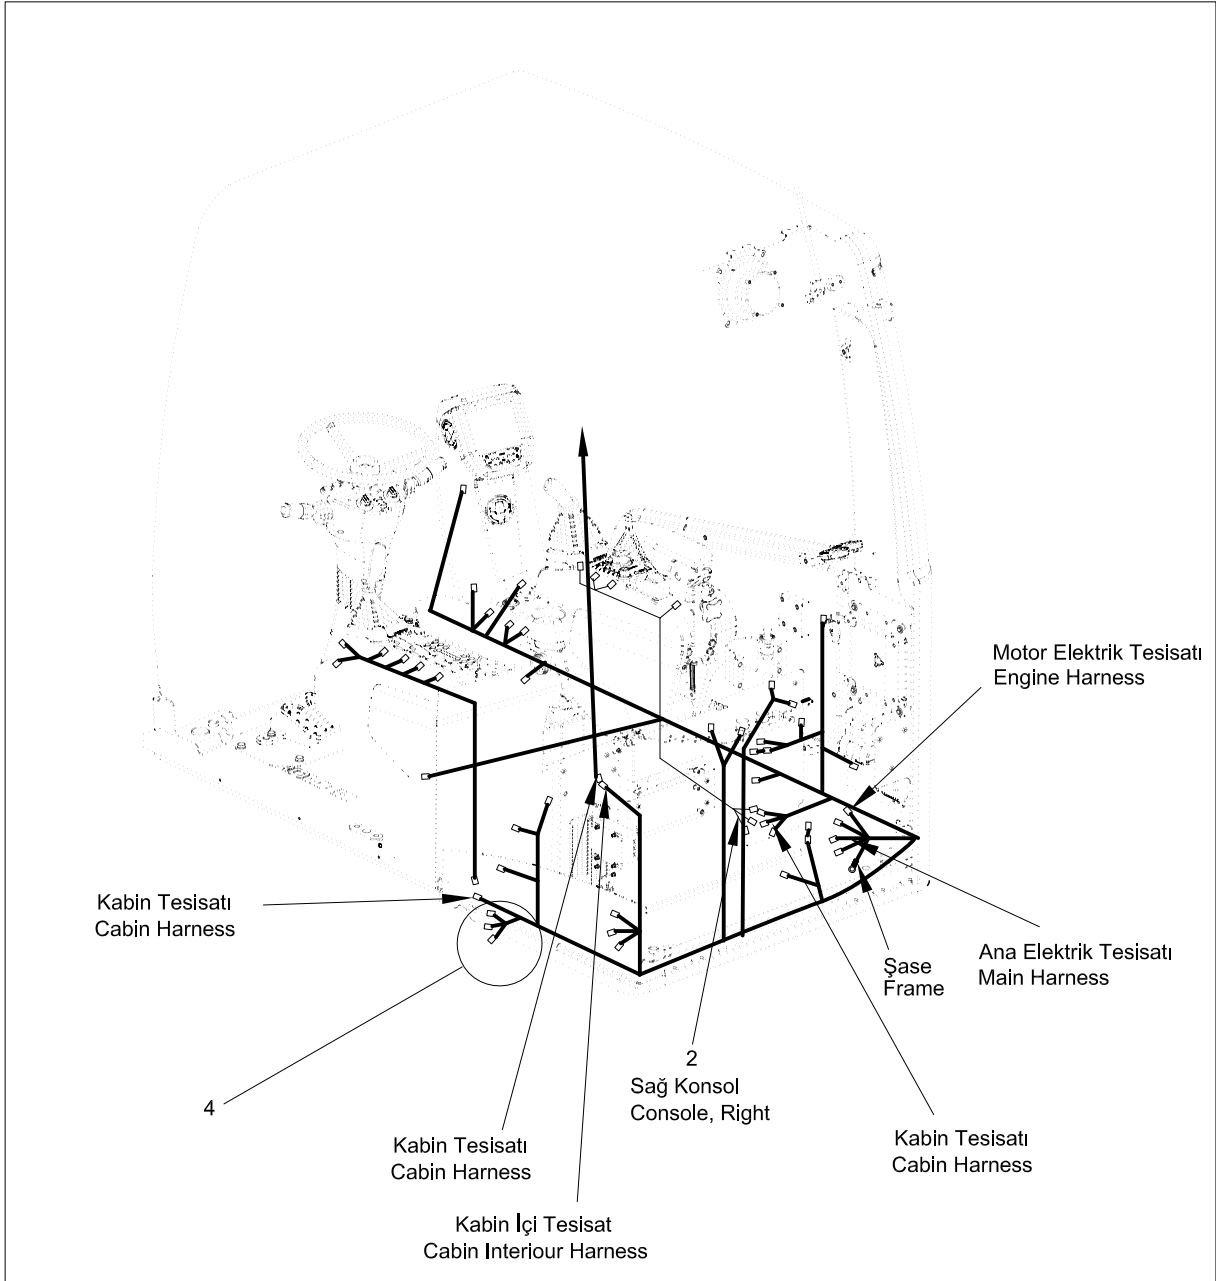 Motor Elektrik Tesisatı
Engine Harness
Kabin Tesisatı
Cabin Harness
Ana Elektrik Tesisatı
Main Harness
Şase
Frame
2
Sağ Konsol
Console, Right
4
Kabin Tesisatı
Cabin Harness
Kabin Tesisatı
Cabin Harness
Kabin İçi Tesisat
Cabin Interiour Harness